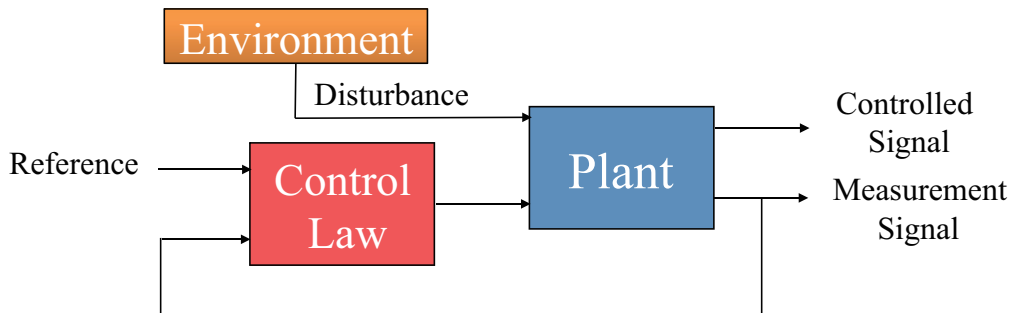 Environment
Disturbance
Controlled
Signal
Reference
Control
Law
Plant
Measurement
Signal